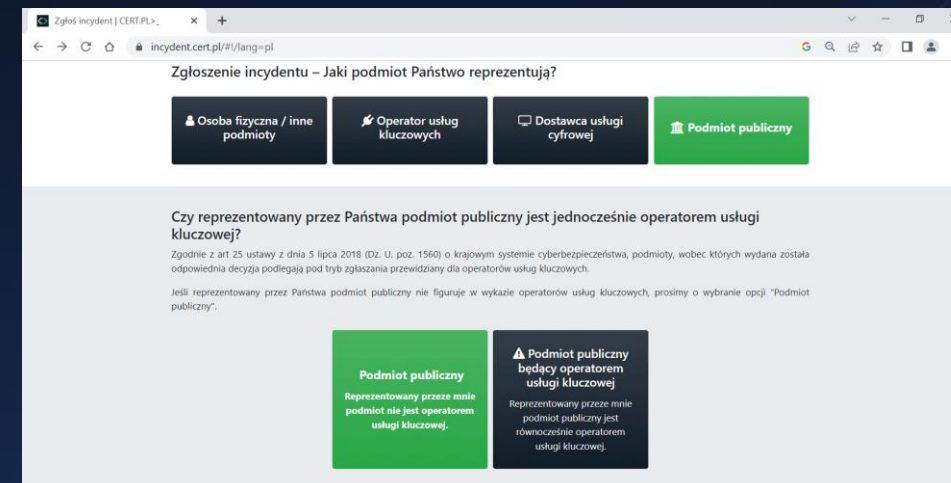 Zgłoś incydent | CERT.PL>_
incydent.cert.pl/#!/lang=pl
Zgłoszenie incydentu – Jaki podmiot Państwo reprezentują?
Osoba fizyczna / inne
podmioty
Operator usług
kluczowych
Dostawca usługi
cyfrowej
Podmiot publiczny
Czy reprezentowany przez Państwa podmiot publiczny jest jednocześnie operatorem usługi
kluczowej?
Zgodnie z art 25 ustawy z dnia 5 lipca 2018 (Dz. U. poz. 1560) o krajowym systemie cyberbezpieczeństwa, podmioty, wobec których wydana została
odpowiednia decyzja podlegają pod tryb zgłaszania przewidziany dla operatorów usług kluczowych.
Jeśli reprezentowany przez Państwa podmiot publiczny nie figuruje w wykazie operatorów usług kluczowych, prosimy o wybranie opcji "Podmiot
publiczny".
Podmiot publiczny
Reprezentowany przeze mnie
podmiot nie jest operatorem
usługi kluczowej.
Podmiot publiczny
będący operatorem
usługi kluczowej
Reprezentowany przeze mnie
podmiot publiczny jest
równocześnie operatorem
usługi kluczowej.